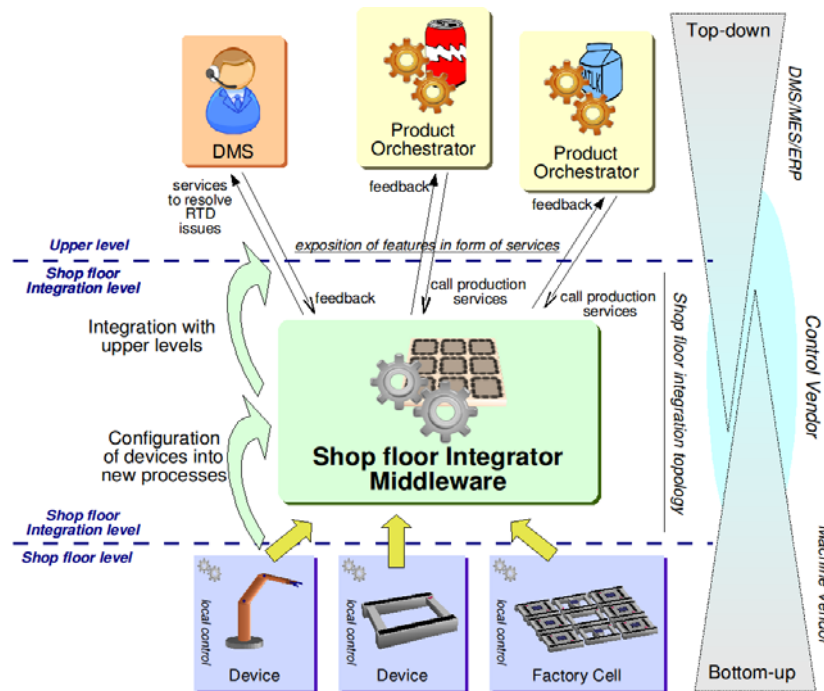 Top-down
DMS/MES/ERP
MILK
DMS
Product
Orchestrator
Product
Orchestrator
services
to resolve
RTD
issues
feedback
feedback
Upper level
exposition of features in form of services
Shop floor
Integration level
feedback
call production
services
call production
services
Integration with
upper levels
Shop floor integration topology
Control Vendor
Configuration
of devices into
new processes
Shop floor Integrator
Middleware
Shop floor
Integration level
Shop floor level
Machine Vendor
local control
Device
local control
Device
local control
Factory Cell
Bottom-up